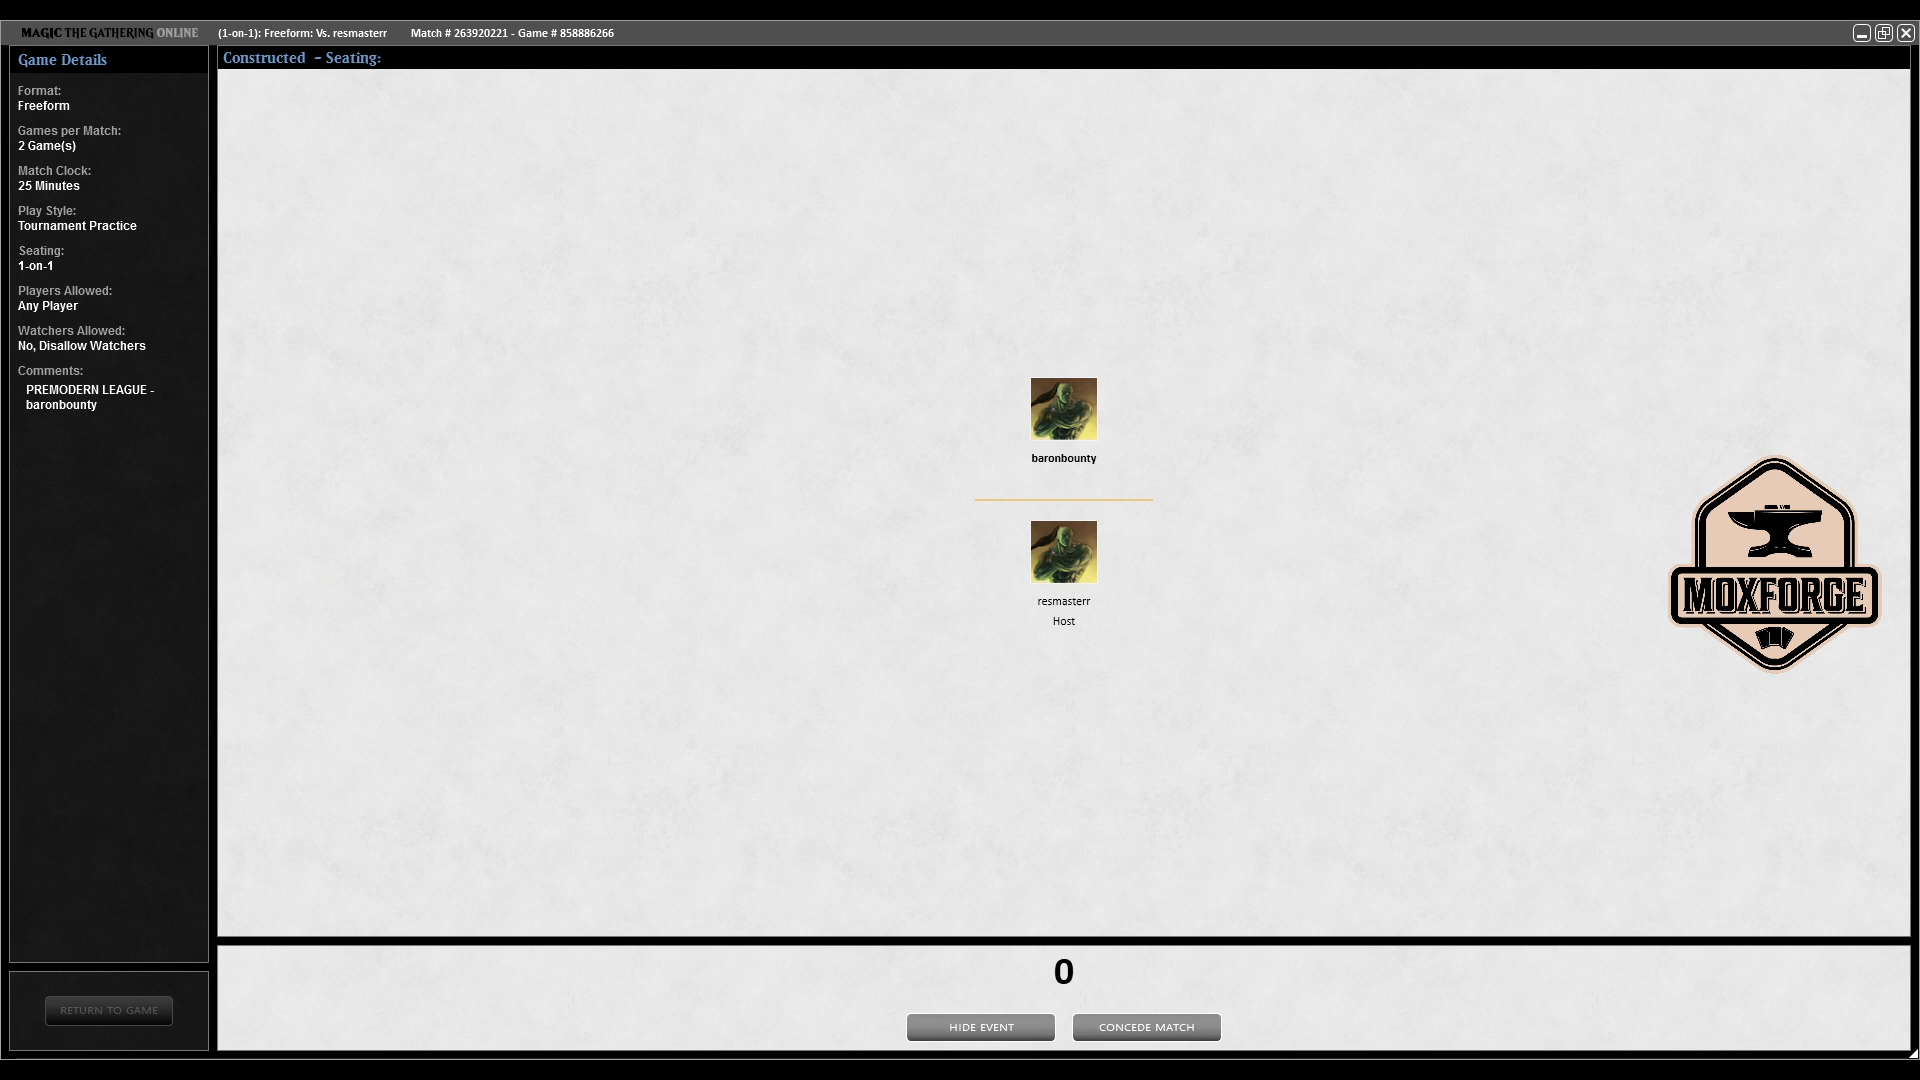 MAGIC THE GATHERING ONLINE (1-on-1): Freeform: Vs. resmasterr Match # 263920221 - Game # 858886266
Game Details
Format:
Freeform
Games per Match:
2 Game(s)
Match Clock:
25 Minutes
Play Style:
Tournament Practice
Seating:
1-on-1
Players Allowed:
Any Player
Watchers Allowed:
No, Disallow Watchers
Comments:
PREMODERN LEAGUE -
baronbounty
RETURN TO GAME
Constructed ~ Seating:
baronbounty
resmasterr
Host
MOXFORGE
0
HIDE EVENT CONCEDE MATCH